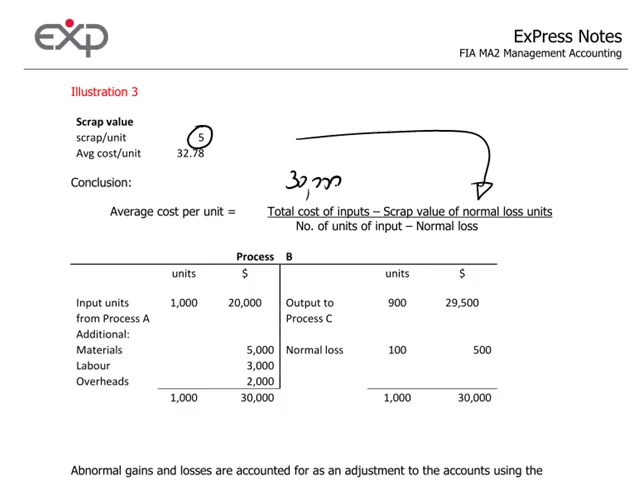 exp
ExPress Notes
FIA MA2 Management Accounting
Illustration 3
Scrap value
scrap/unit 5
Avg cost/unit 32.78
Conclusion:
30,000
Average cost per unit = Total cost of inputs – Scrap value of normal loss units
No. of units of input – Normal loss
Process B
units $ units $
Input units 1,000 20,000 Output to 900 29,500
from Process A Process C
Additional:
Materials 5,000 Normal loss 100 500
Labour 3,000
Overheads 2,000
1,000 30,000 1,000 30,000
Abnormal gains and losses are accounted for as an adjustment to the accounts using the